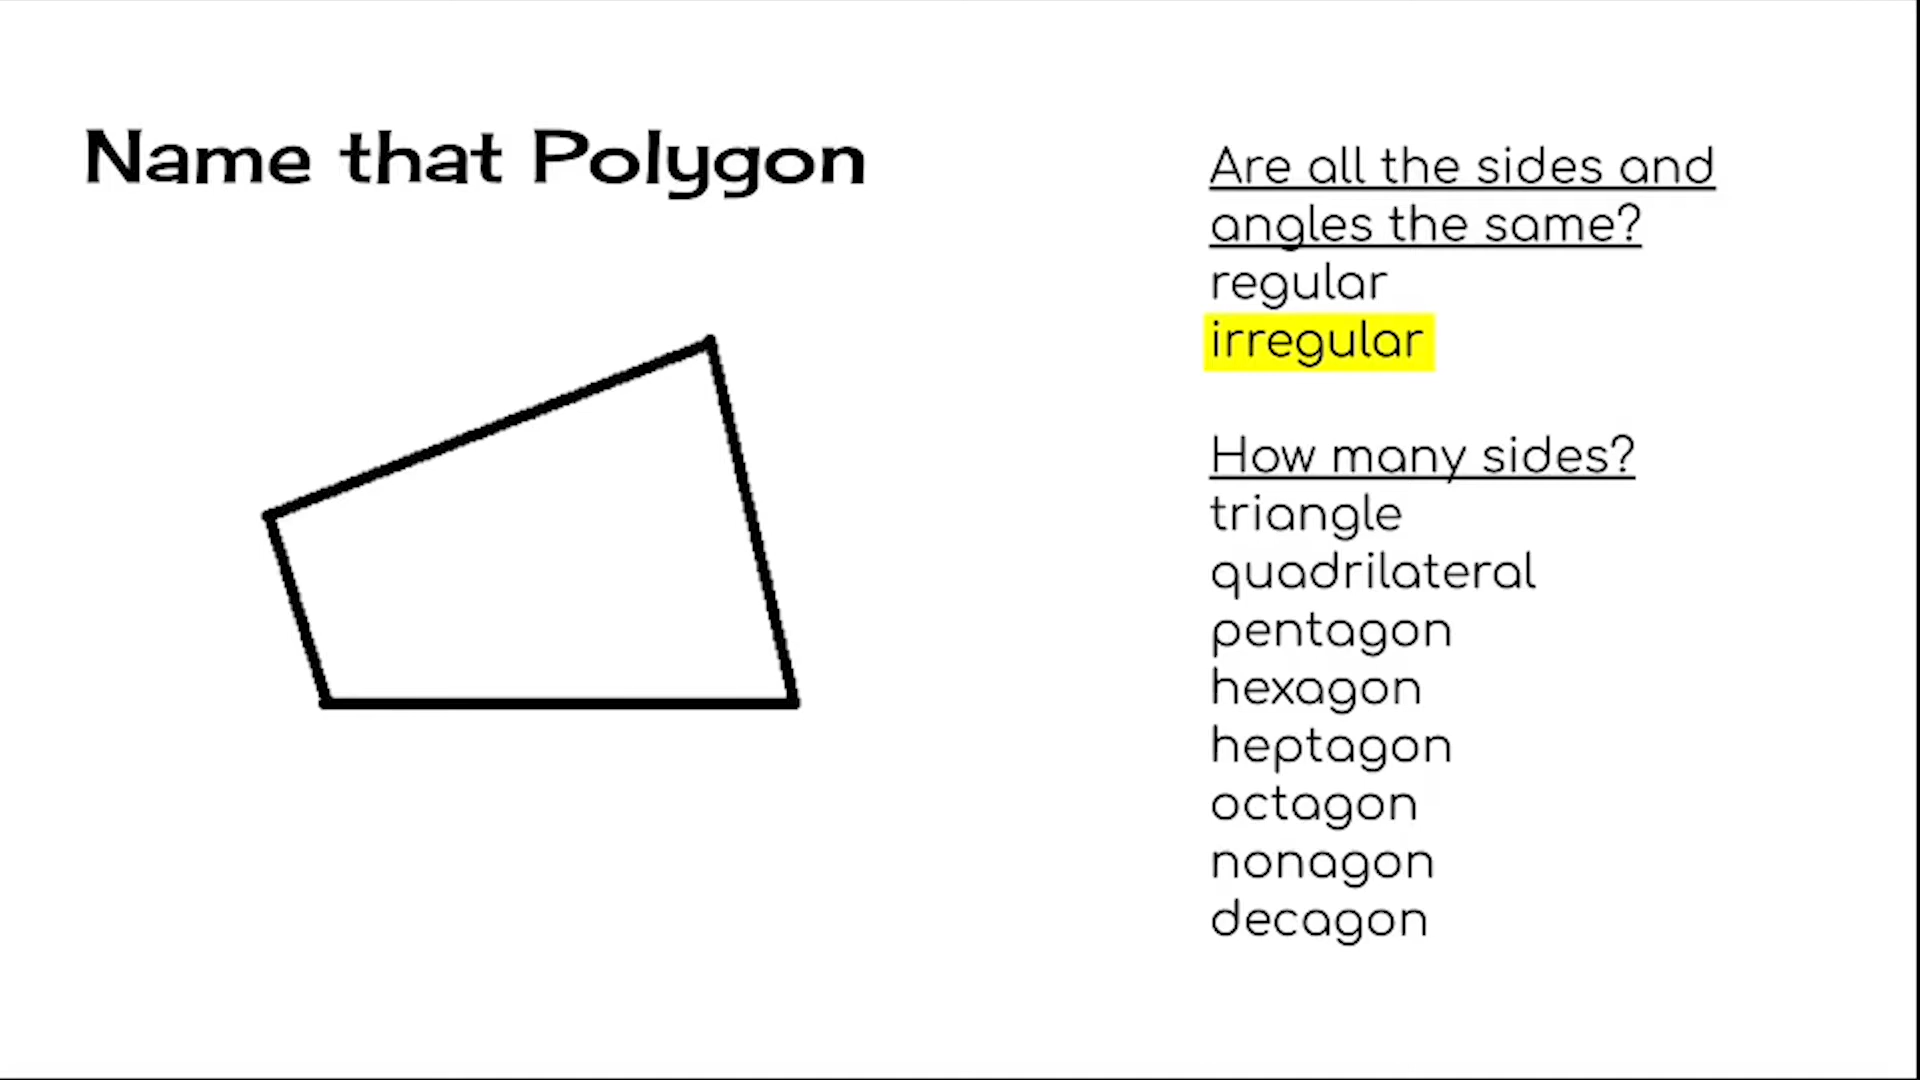 Name that Polygon
Are all the sides and
angles the same?
regular
irregular
How many sides?
triangle
quadrilateral
pentagon
hexagon
heptagon
octagon
nonagon
decagon